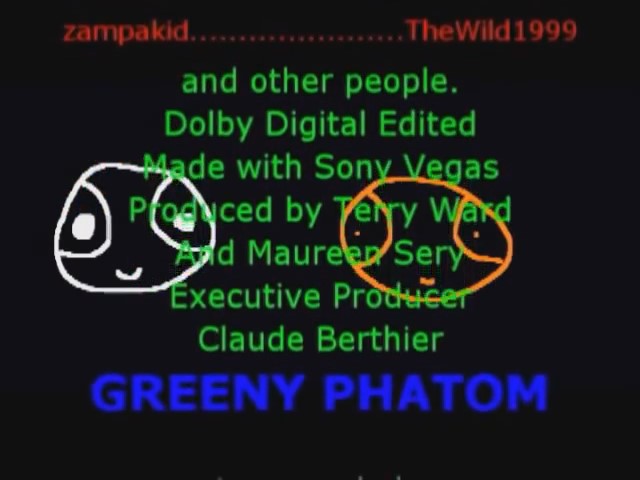 zampakid......................TheWild1999
and other people.
Dolby Digital Edited
Made with Sony Vegas
Produced by Terry Ward
And Maureen Sery
Executive Producer
Claude Berthier
GREENY PHATOM